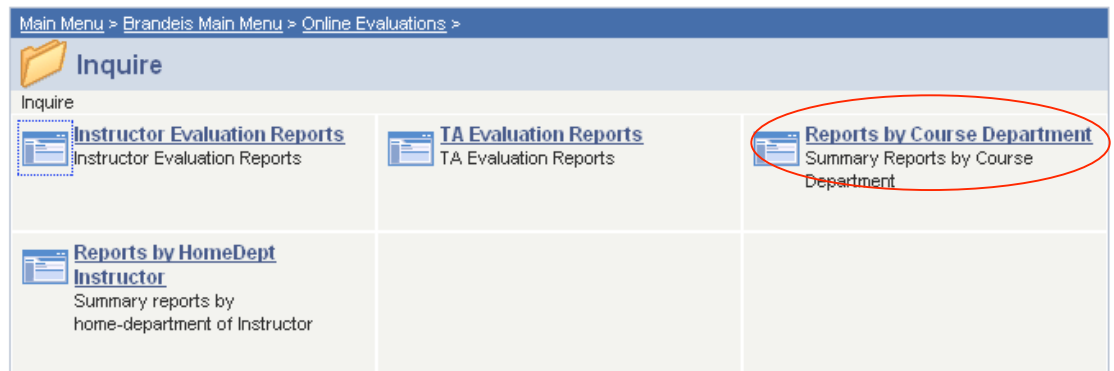 Main Menu > Brandeis Main Menu > Online Evaluations >
Inquire
Inquire
Instructor Evaluation Reports
Instructor Evaluation Reports
TA Evaluation Reports
TA Evaluation Reports
Reports by Course Department
Summary Reports by Course
Department
Reports by HomeDept
Instructor
Summary reports by
home-department of Instructor